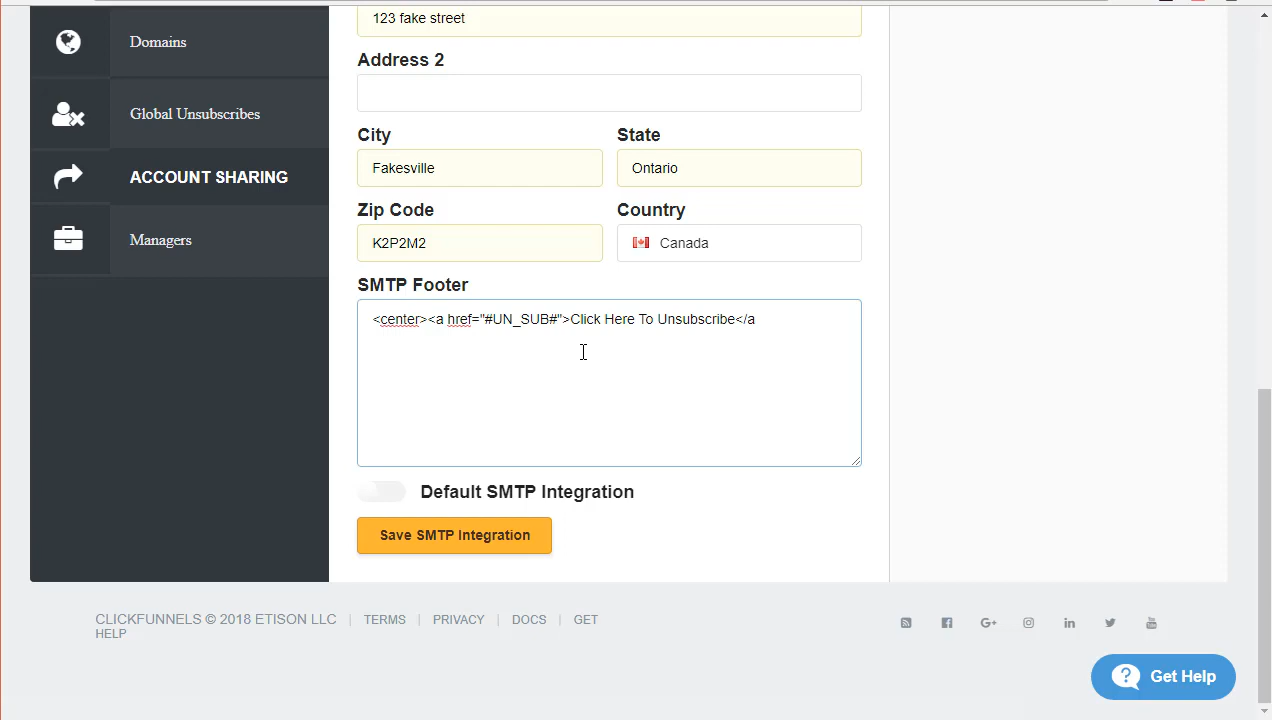 Domains
Global Unsubscribes
ACCOUNT SHARING
Managers
123 fake street
Address 2
City
State
Fakesville
Ontario
Zip Code
Country
K2P2M2
Canada
SMTP Footer
<center><a href="#UN_SUB#">Click Here To Unsubscribe</a
Default SMTP Integration
Save SMTP Integration
CLICKFUNNELS © 2018 ETISON LLC | TERMS | PRIVACY | DOCS | GET
HELP
Get Help